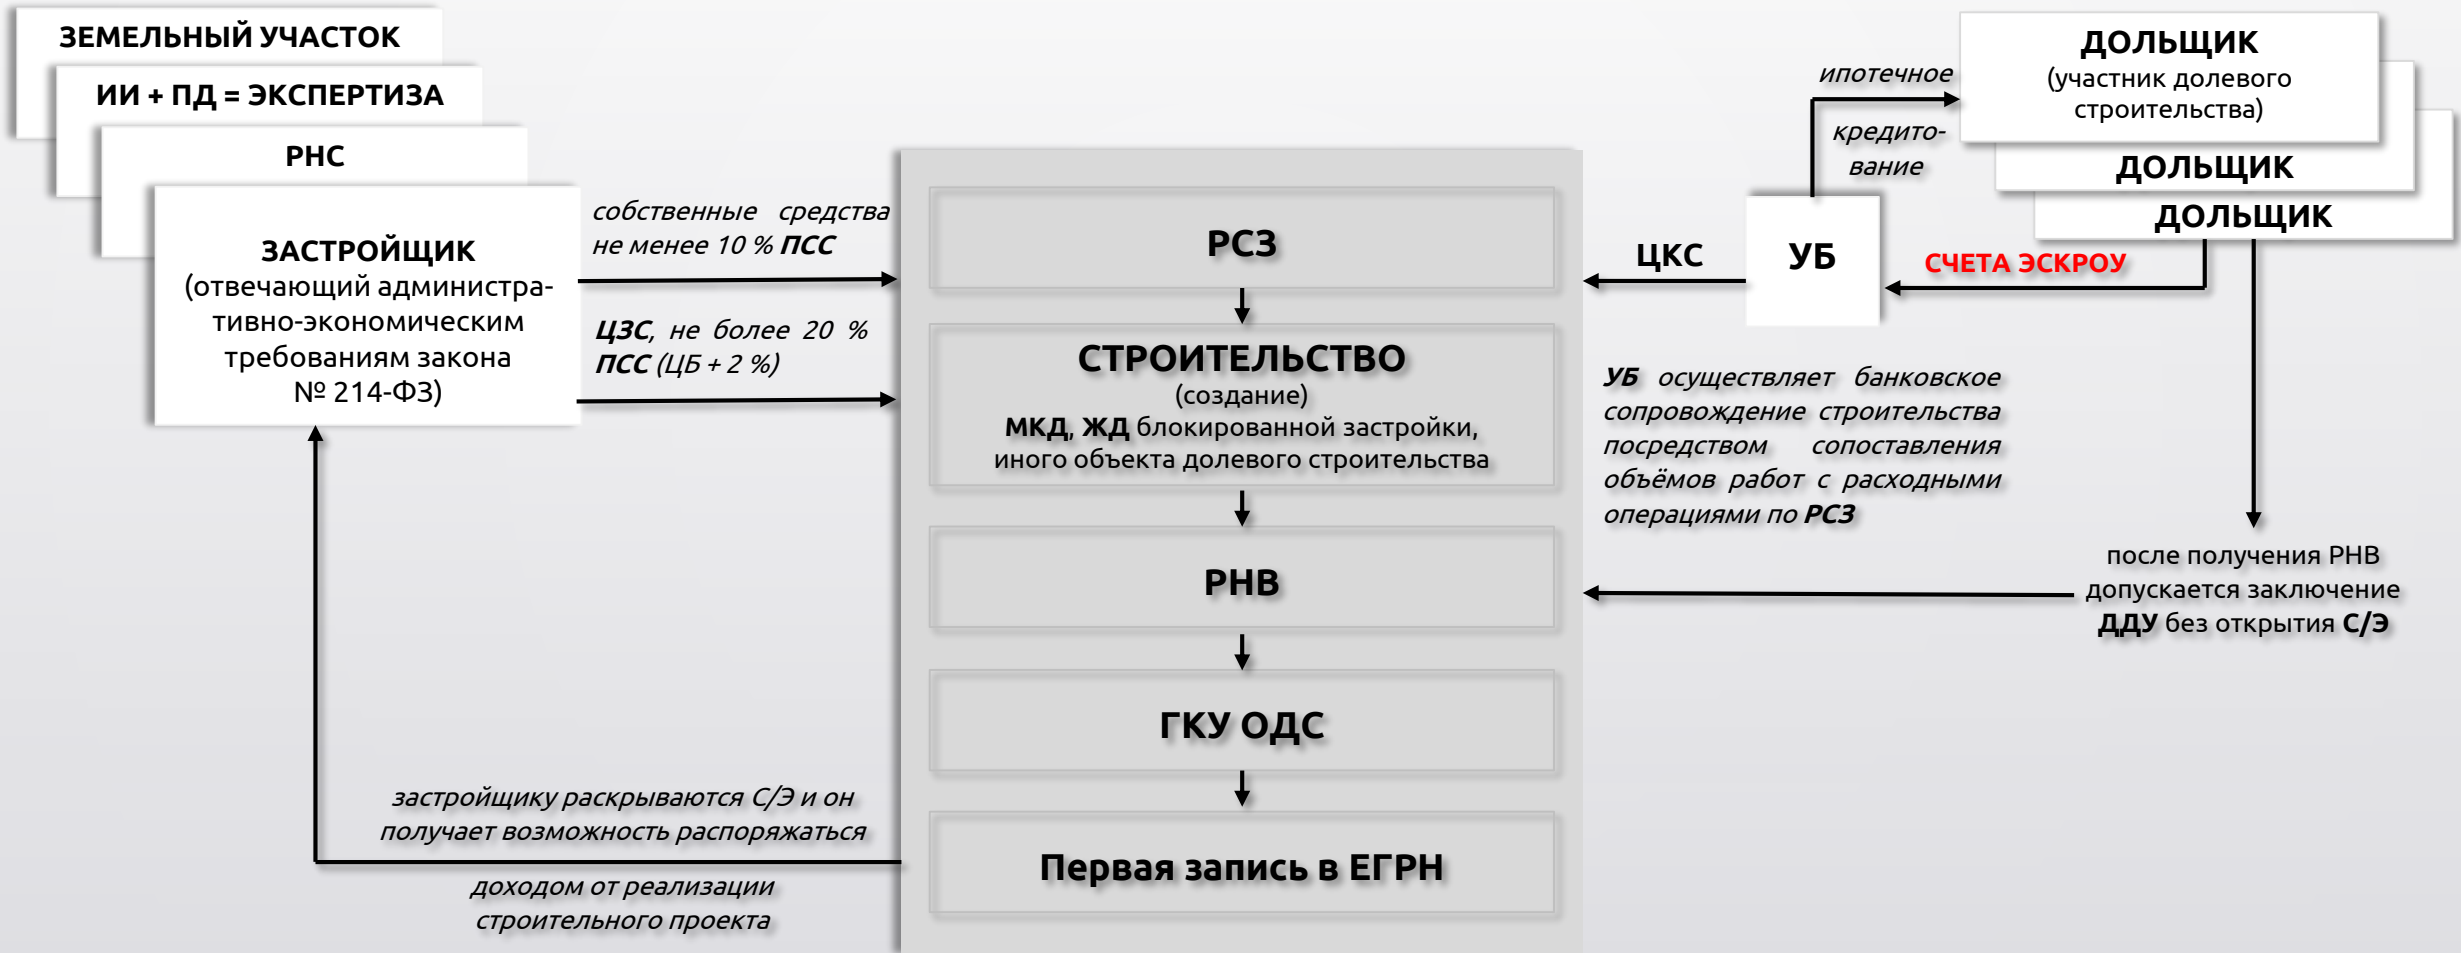 ЗЕМЕЛЬНЫЙ УЧАСТОК
ИИ + ПД = ЭКСПЕРТИЗА
РНС
ЗАСТРОЙЩИК
(отвечающий администра-
тивно-экономическим
требованиям закона
№ 214-ФЗ)
собственные средства
не менее 10 % ПСС
ЦЗС, не более 20 %
ПСС (ЦБ + 2 %)
застройщику раскрываются С/Э и он
получает возможность распоряжаться
доходом от реализации
строительного проекта
РСЗ
СТРОИТЕЛЬСТВО
(создание)
МКД, ЖД блокированной застройки,
иного объекта долевого строительства
РНВ
ГКУ ОДС
Первая запись в ЕГРН
ЦКС
УБ
ипотечное
кредито-
вание
ДОЛЬЩИК
(участник долевого
строительства)
ДОЛЬЩИК
ДОЛЬЩИК
СЧЕТА ЭСКРОУ
УБ осуществляет банковское
сопровождение строительства
посредством сопоставления
объёмов работ с расходными
операциями по РСЗ
после получения РНВ
допускается заключение
ДДУ без открытия С/Э